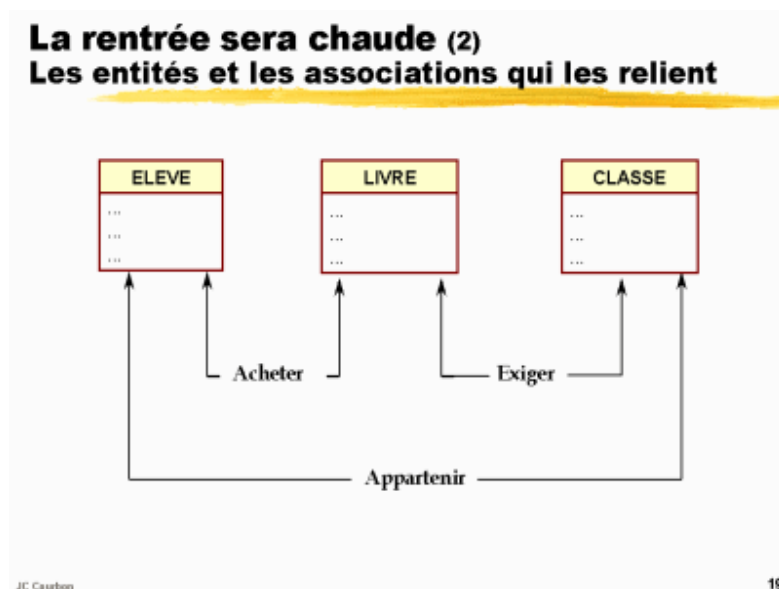 La rentrée sera chaude (2)
Les entités et les associations qui les relient
ELEVE
...
...
...
LIVRE
...
...
...
CLASSE
...
...
...
Acheter
Exiger
Appartenir
JC Courbon
19